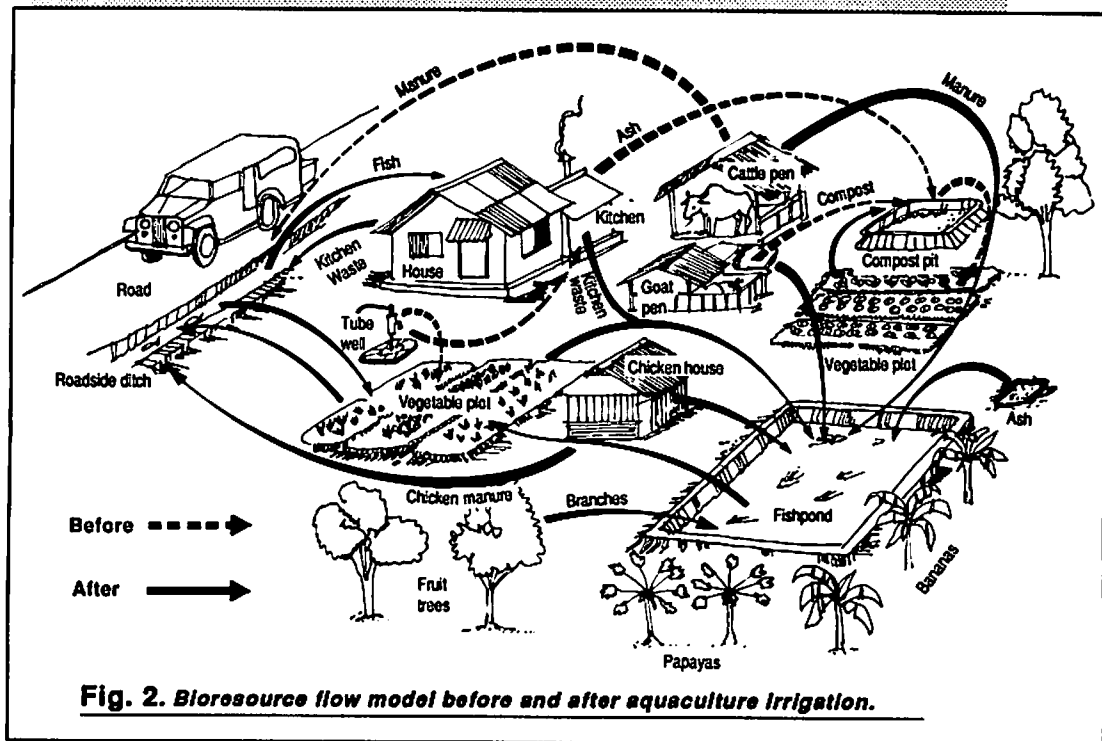 Manure
Manure
Ash
Fish
Cattle pen
Compost
Kitchen
Kitchen
Waste
House
Compost pit
Road
Goat
pen
Kitchen
waste
Tube
well
Vegetable plot
Roadside ditch
Chicken house
Vegetable plot
Ash
Chicken manure
Branches
Before
Fishpond
After
Fruit
trees
Bananas
Papayas
Fig. 2. Bioresource flow model before and after aquaculture irrigation.